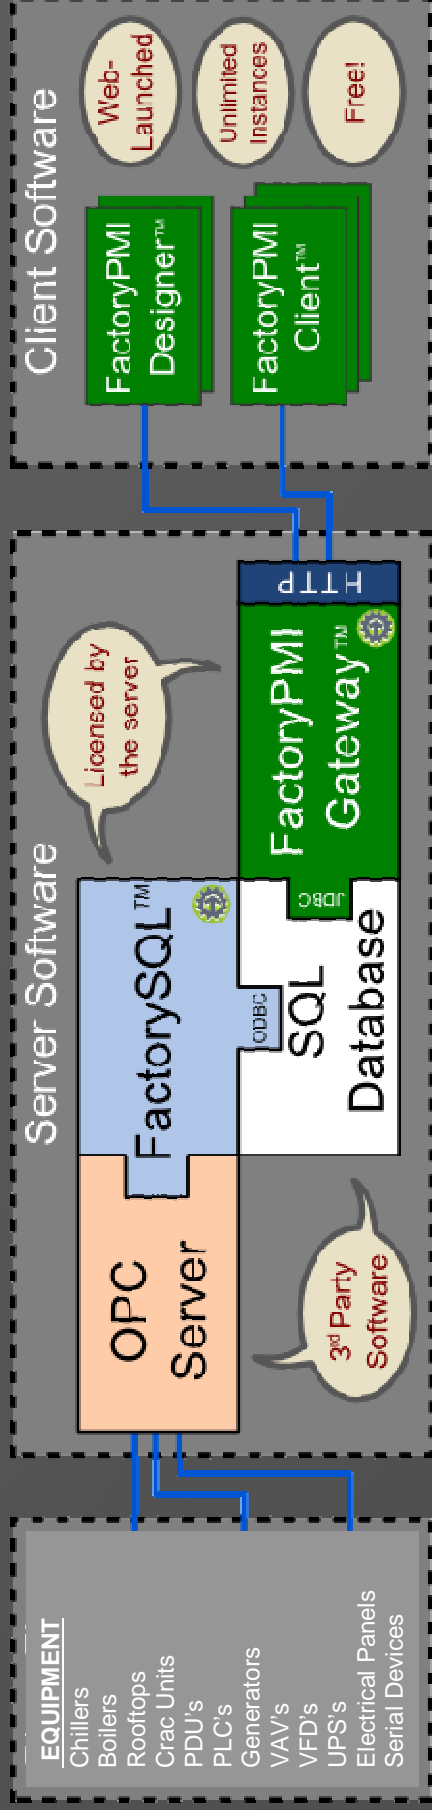 EQUIPMENT
Chillers
Boilers
Rooftops
Crac Units
PDU's
PLC's
Generators
VAV's
VFD's
UPS's
Electrical Panels
Serial Devices
Server Software
OPC
Server
FactorySQL™
ODBC
SQL
Database
JDBC
FactoryPMI
Gateway™
HTTP
Licensed by
the server
3rd Party
Software
Client Software
FactoryPMI
Designer™
FactoryPMI
Client™
Web-
Launched
Unlimited
Instances
Free!